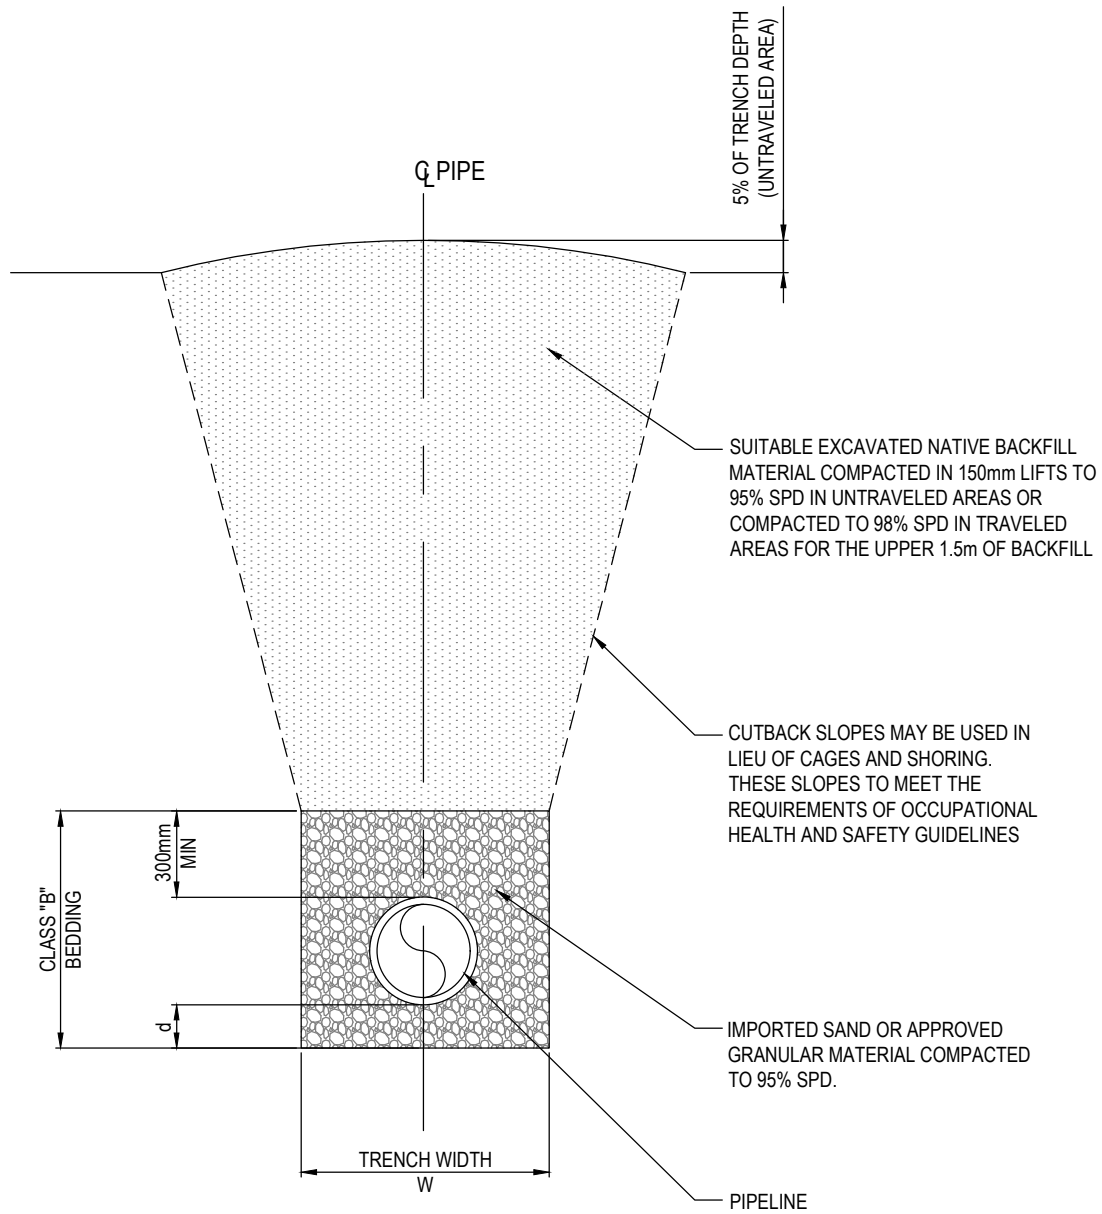 5% OF TRENCH DEPTH
(UNTRAVELED AREA)
℄ PIPE
SUITABLE EXCAVATED NATIVE BACKFILL
MATERIAL COMPACTED IN 150mm LIFTS TO
95% SPD IN UNTRAVELED AREAS OR
COMPACTED TO 98% SPD IN TRAVELED
AREAS FOR THE UPPER 1.5m OF BACKFILL
CUTBACK SLOPES MAY BE USED IN
LIEU OF CAGES AND SHORING.
THESE SLOPES TO MEET THE
REQUIREMENTS OF OCCUPATIONAL
HEALTH AND SAFETY GUIDELINES
300mm
MIN
CLASS "B"
BEDDING
d
IMPORTED SAND OR APPROVED
GRANULAR MATERIAL COMPACTED
TO 95% SPD.
TRENCH WIDTH
W
PIPELINE